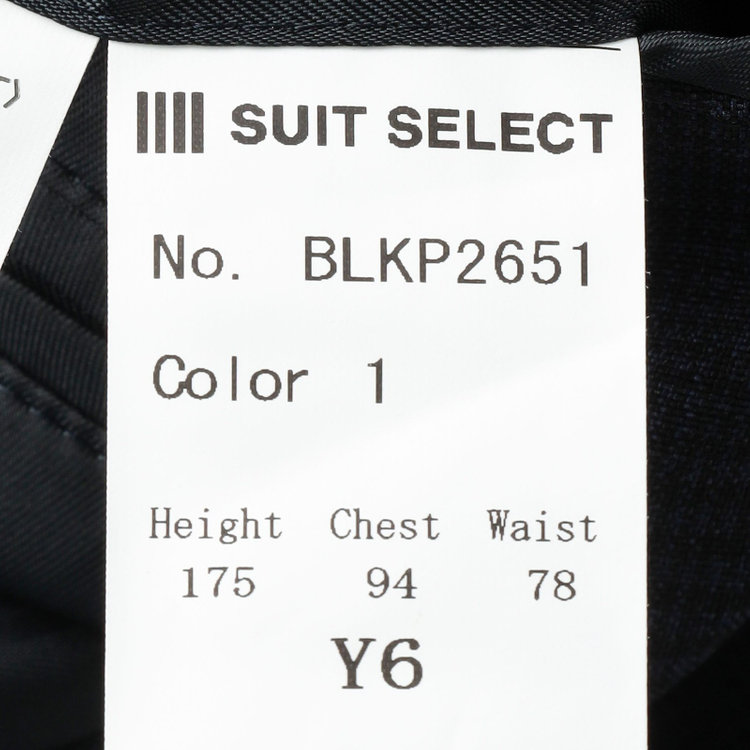 SUIT SELECT
No. BLKP2651
Color 1
Height Chest Waist
175 94 78
Y6